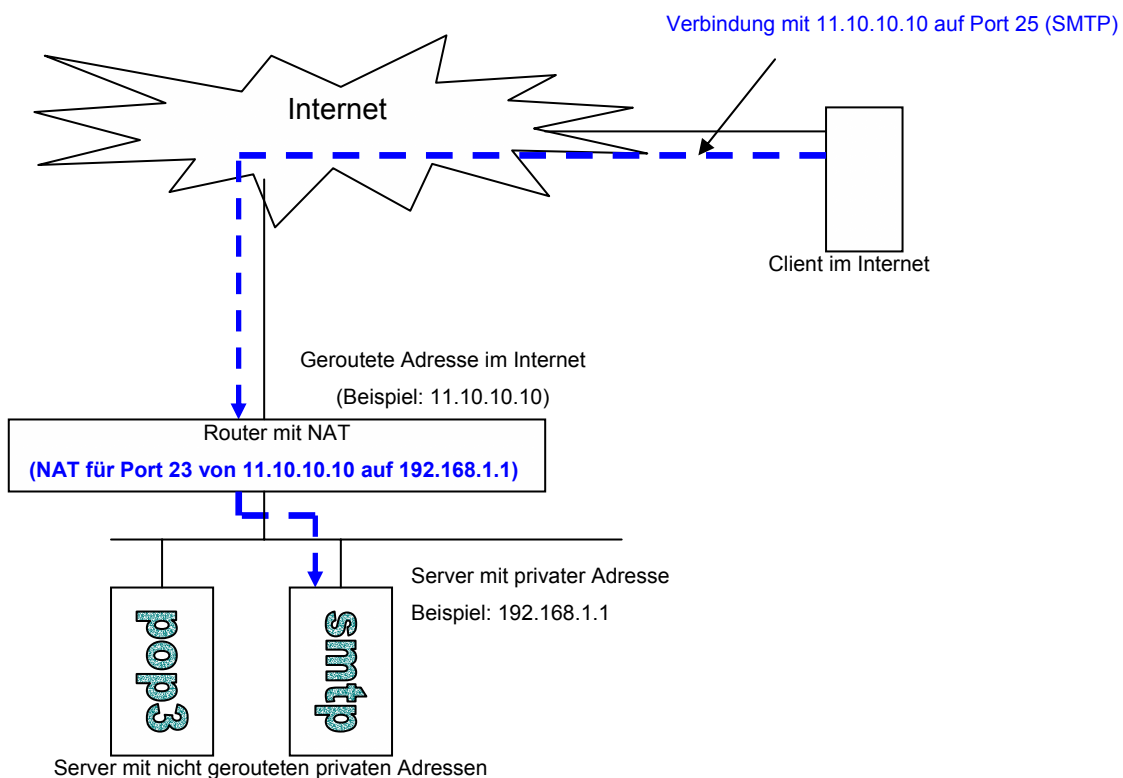 Verbindung mit 11.10.10.10 auf Port 25 (SMTP)
Internet
Client im Internet
Geroutete Adresse im Internet
(Beispiel: 11.10.10.10)
Router mit NAT
(NAT für Port 23 von 11.10.10.10 auf 192.168.1.1)
Server mit privater Adresse
Beispiel: 192.168.1.1
pop3
smtp
Server mit nicht gerouteten privaten Adressen